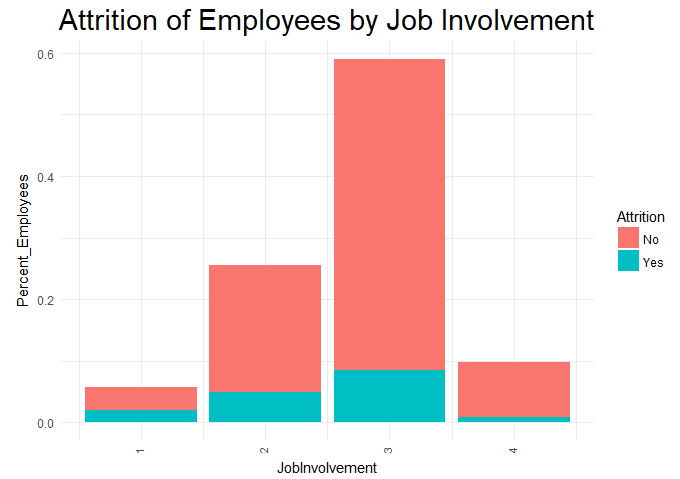 Attrition of Employees by Job Involvement
Percent_Employees
0.6
0.4
0.2
0.0
1
2
3
4
JobInvolvement
Attrition
No
Yes